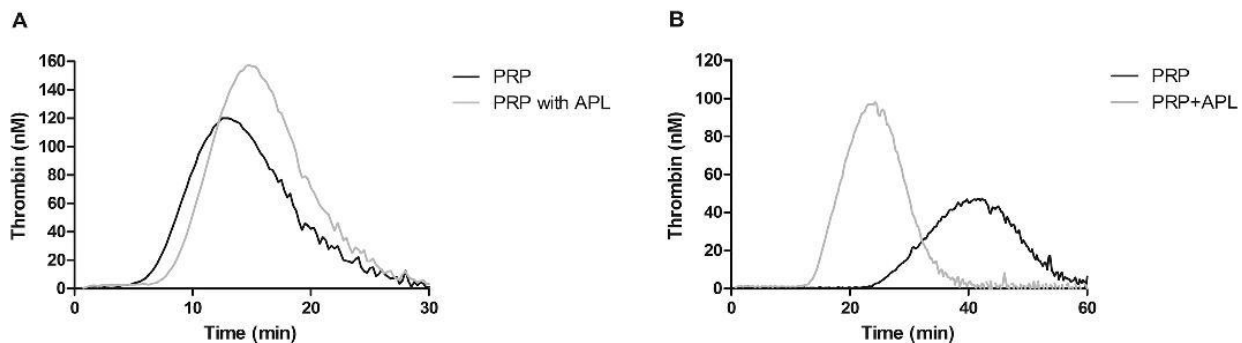 A
Thrombin (nM)
160
140
120
100
80
60
40
20
0
0 10 20 30
Time (min)
PRP
PRP with APL
B
Thrombin (nM)
120
100
80
60
40
20
0
0 20 40 60
Time (min)
PRP
PRP+APL